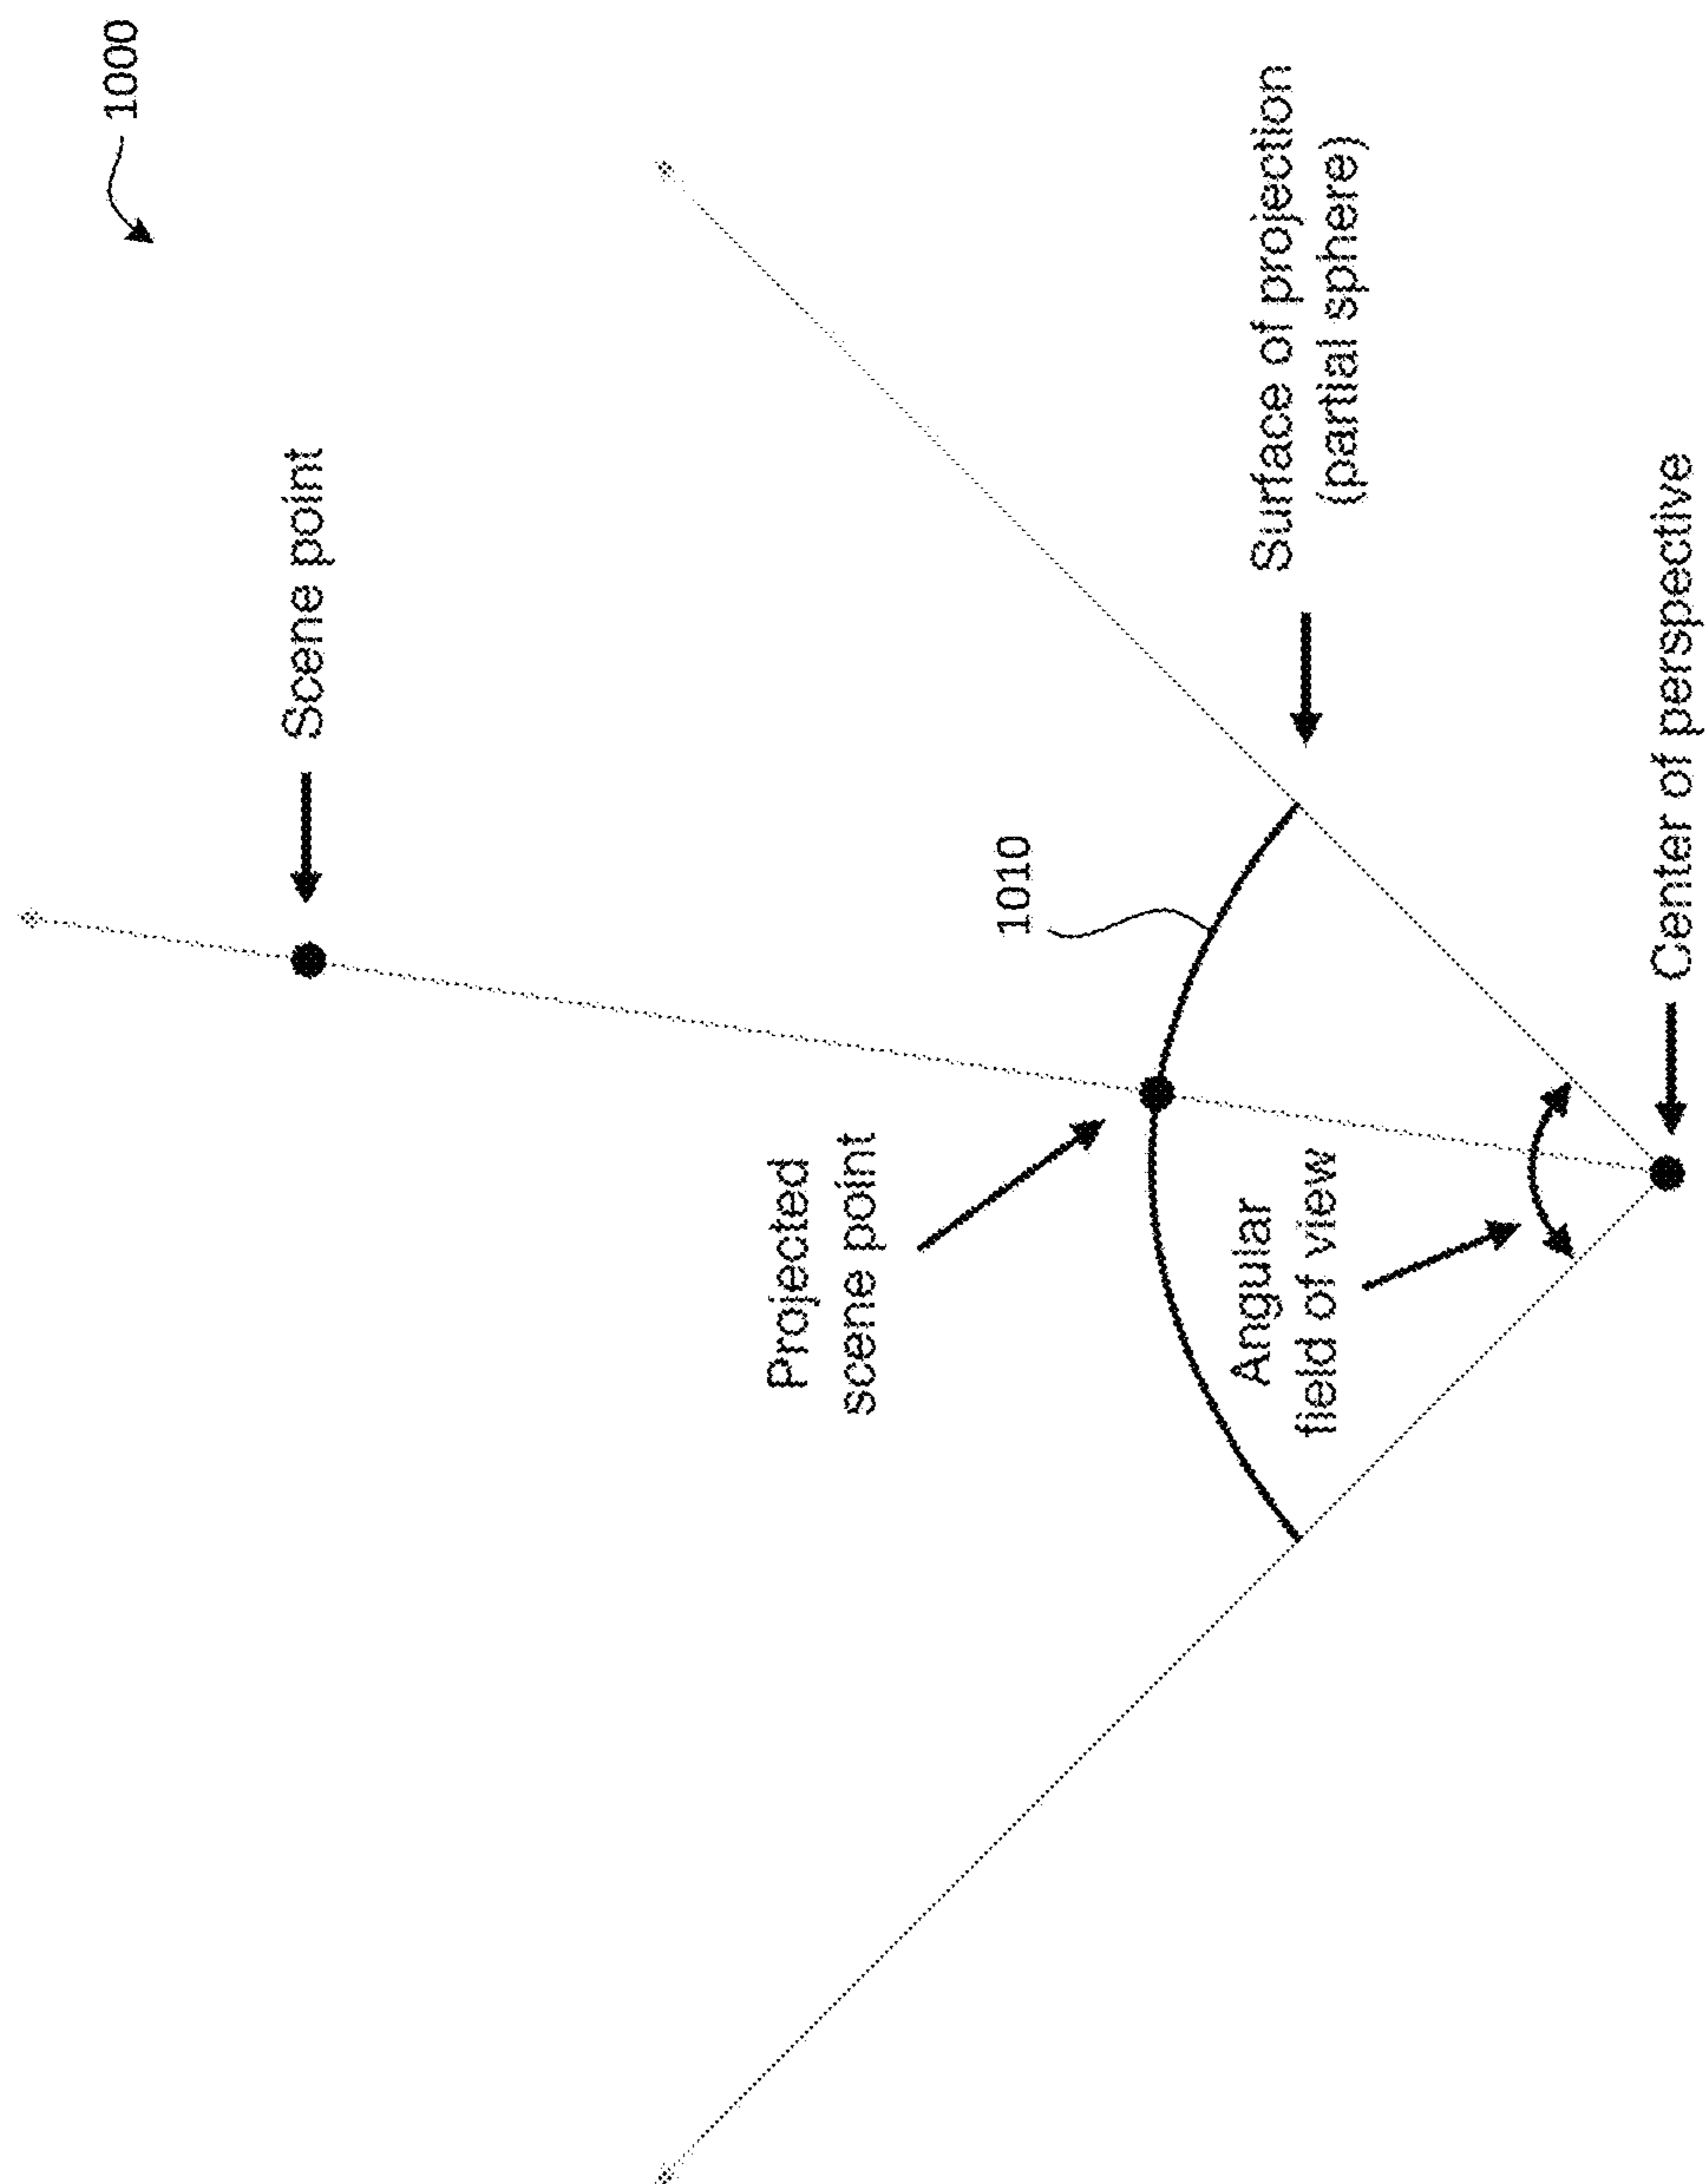 1000
Scene point
1010
Projected
scene point
Surface of projection
(partial sphere)
Angular
field of view
Center of perspective